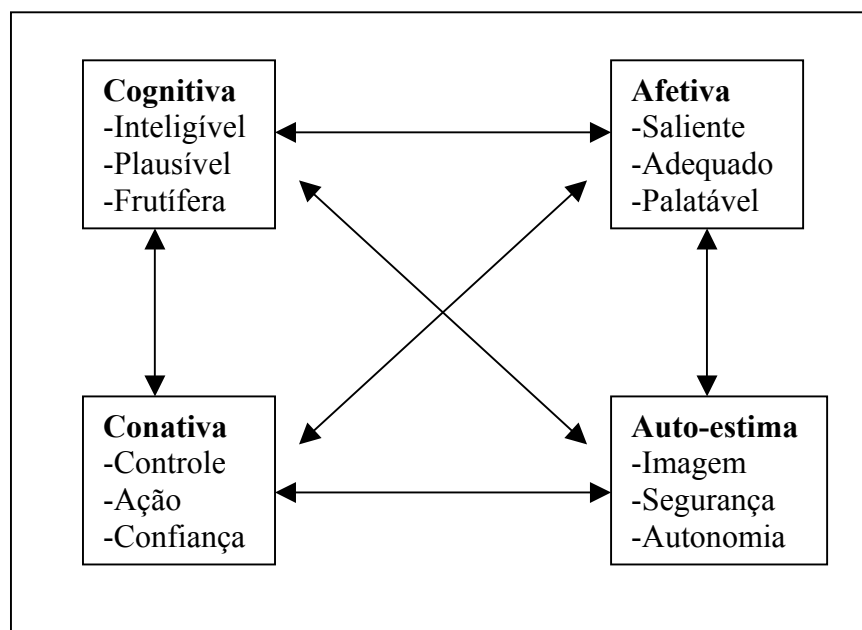 Cognitiva
-Inteligível
-Plausível
-Frutífera
Afetiva
-Saliente
-Adequado
-Palatável
Conativa
-Controle
-Ação
-Confiança
Auto-estima
-Imagem
-Segurança
-Autonomia